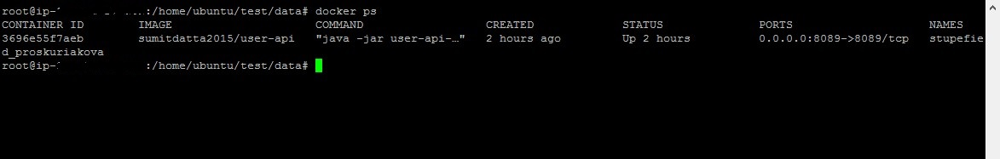 root@ip- :/home/ubuntu/test/data# docker ps
CONTAINER ID        IMAGE                    COMMAND                  CREATED             STATUS              PORTS                    NAMES
3696e55f7aeb        sumitdatta2015/user-api   "java -jar user-api-…"   2 hours ago         Up 2 hours          0.0.0.0:8089->8089/tcp   stupefie
d_proskuriakova
root@ip- :/home/ubuntu/test/data#